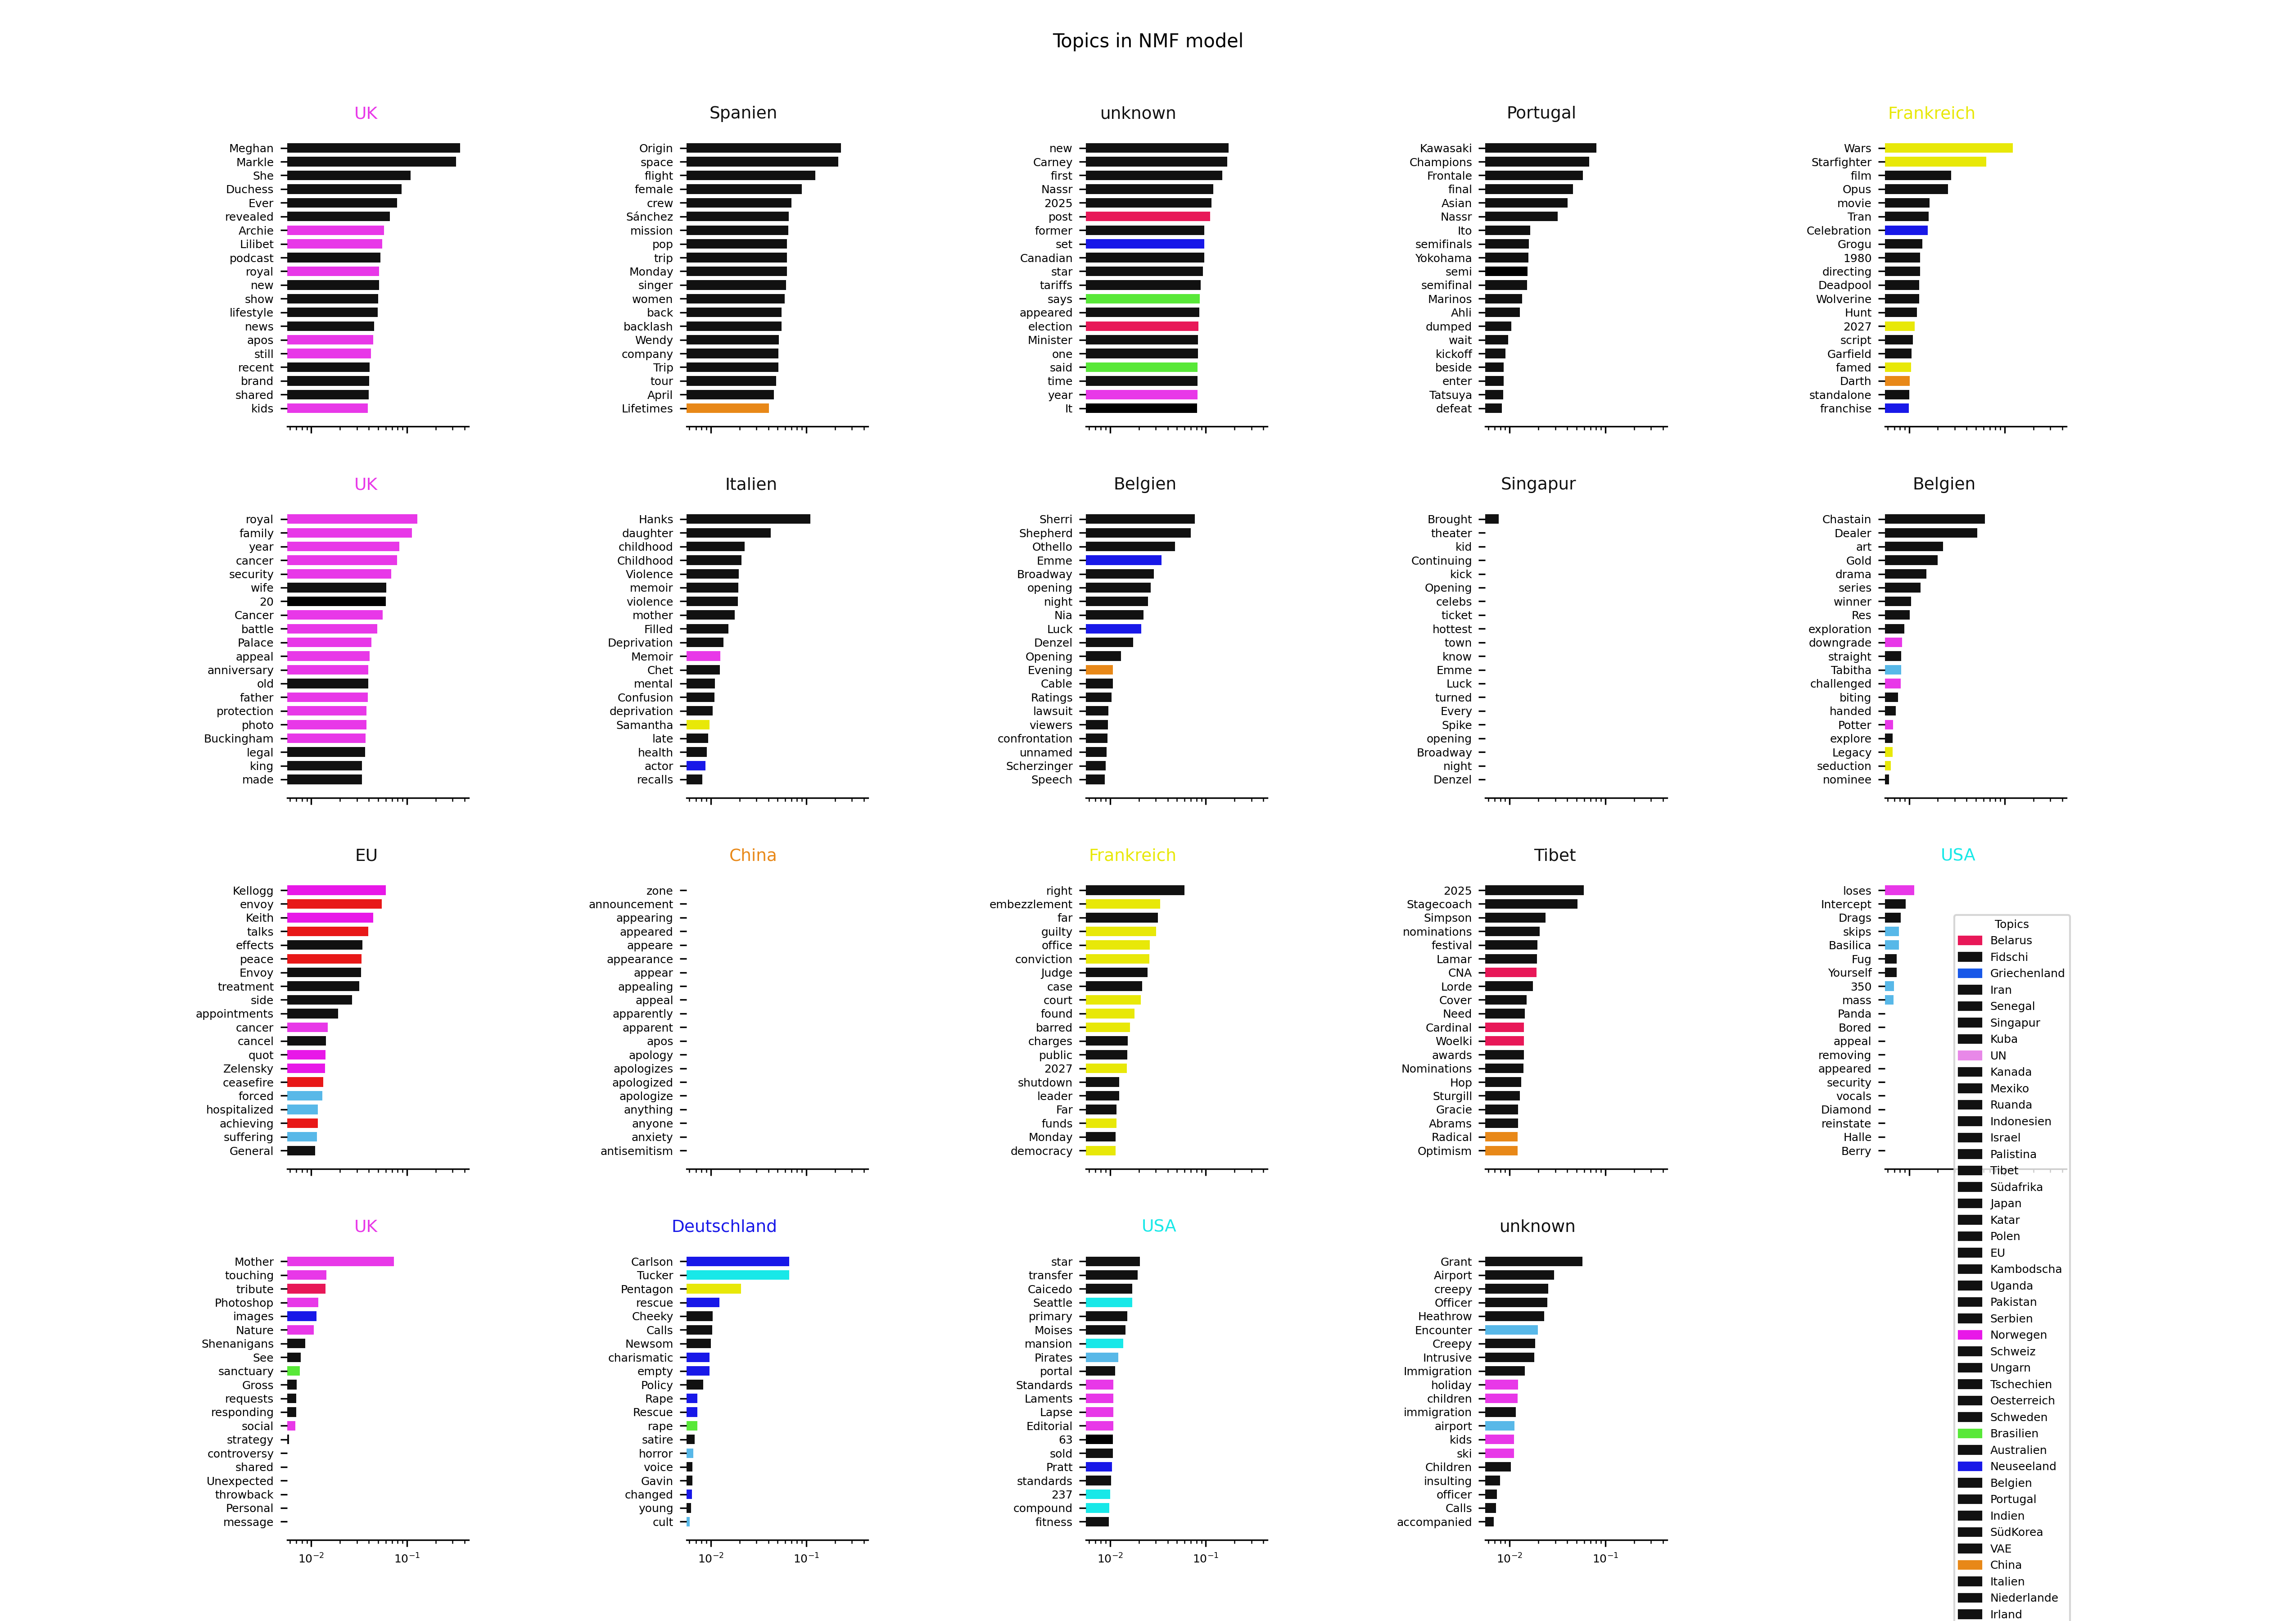 Topics in NMF model
UK
Meghan
Markle
She
Duchess
Ever
revealed
Archie
Lilibet
podcast
royal
new
show
lifestyle
news
apos
still
recent
brand
shared
kids
Spanien
Origin
space
flight
female
crew
Sánchez
mission
pop
trip
Monday
singer
women
back
backlash
Wendy
company
Trip
tour
April
Lifetimes
unknown
new
Carney
first
Nassr
2025
post
former
set
Canadian
star
tariffs
says
appeared
election
Minister
one
said
time
year
It
Portugal
Kawasaki
Champions
Frontale
final
Asian
Nassr
Ito
semifinals
Yokohama
semi
semifinal
Marinos
Ahli
dumped
wait
kickoff
beside
enter
Tatsuya
defeat
Frankreich
Wars
Starfighter
film
Opus
movie
Tran
Celebration
Grogu
1980
directing
Deadpool
Wolverine
Hunt
2027
script
Garfield
famed
Darth
standalone
franchise
UK
royal
family
year
cancer
security
wife
20
Cancer
battle
Palace
appeal
anniversary
old
father
protection
photo
Buckingham
legal
king
made
Italien
Hanks
daughter
childhood
Childhood
Violence
memoir
violence
mother
Filled
Deprivation
Memoir
Chet
mental
Confusion
deprivation
Samantha
late
health
actor
recalls
Belgien
Sherri
Shepherd
Othello
Emme
Broadway
opening
night
Nia
Luck
Denzel
Opening
Evening
Cable
Ratings
lawsuit
viewers
confrontation
unnamed
Scherzinger
Speech
Singapur
Brought
theater
kid
Continuing
kick
Opening
celebs
ticket
hottest
town
know
Emme
Luck
turned
Every
Spike
opening
Broadway
night
Denzel
Belgien
Chastain
Dealer
art
Gold
drama
series
winner
Res
exploration
downgrade
straight
Tabitha
challenged
biting
handed
Potter
explore
Legacy
seduction
nominee
EU
Kellogg
envoy
Keith
talks
effects
peace
Envoy
treatment
side
appointments
cancer
cancel
quot
Zelensky
ceasefire
forced
hospitalized
achieving
suffering
General
China
zone
announcement
appearing
appeared
appeare
appearance
appear
appealing
appeal
apparently
apparent
apos
apology
apologizes
apologized
apologize
anything
anyone
anxiety
antisemitism
Frankreich
right
embezzlement
far
guilty
office
conviction
Judge
case
court
found
barred
charges
public
2027
shutdown
leader
Far
funds
Monday
democracy
Tibet
2025
Stagecoach
Simpson
nominations
festival
Lamar
CNA
Lorde
Cover
Need
Cardinal
Woelki
awards
Nominations
Hop
Sturgill
Gracie
Abrams
Radical
Optimism
USA
loses
Intercept
Drags
skips
Basilica
Fug
Yourself
350
mass
Panda
Bored
appeal
removing
appeared
security
vocals
Diamond
reinstate
Halle
Berry
UK
Mother
touching
tribute
Photoshop
images
Nature
Shenanigans
See
sanctuary
Gross
requests
responding
social
strategy
controversy
shared
Unexpected
throwback
Personal
message
10⁻² 10⁻¹
Deutschland
Carlson
Tucker
Pentagon
rescue
Cheeky
Calls
Newsom
charismatic
empty
Policy
Rape
Rescue
rape
satire
horror
voice
Gavin
changed
young
cult
10⁻² 10⁻¹
USA
star
transfer
Caicedo
Seattle
primary
Moises
mansion
Pirates
portal
Standards
Laments
Lapse
Editorial
63
sold
Pratt
standards
237
compound
fitness
10⁻² 10⁻¹
unknown
Grant
Airport
creepy
Officer
Heathrow
Encounter
Creepy
Intrusive
Immigration
holiday
children
immigration
airport
kids
ski
Children
insulting
officer
Calls
accompanied
10⁻² 10⁻¹
Topics
Belarus
Fidschi
Griechenland
Iran
Senegal
Singapur
Kuba
UN
Kanada
Mexiko
Ruanda
Indonesien
Israel
Palistina
Tibet
Südafrika
Japan
Katar
Polen
EU
Kambodscha
Uganda
Pakistan
Serbien
Norwegen
Schweiz
Ungarn
Tschechien
Oesterreich
Schweden
Brasilien
Australien
Neuseeland
Belgien
Portugal
Indien
SüdKorea
VAE
China
Italien
Niederlande
Irland